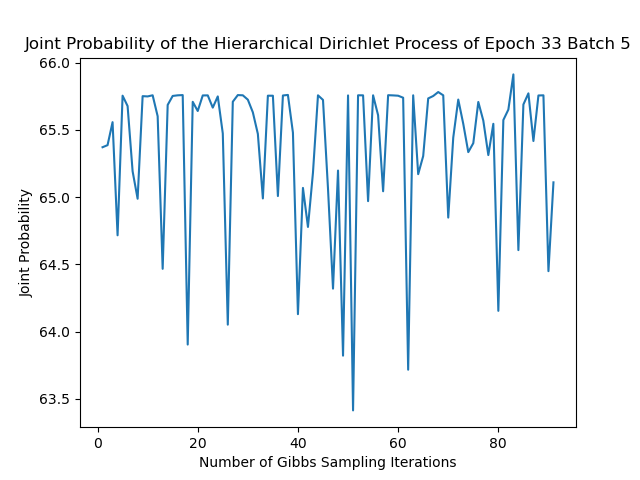 Joint Probability of the Hierarchical Dirichlet Process of Epoch 33 Batch 5
66.0
65.5
65.0
64.5
64.0
63.5
Joint Probability
0 20 40 60 80
Number of Gibbs Sampling Iterations